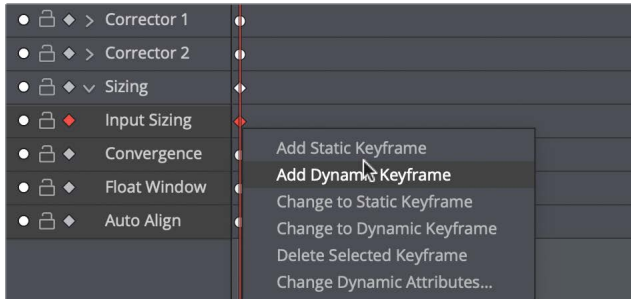 Corrector 1
Corrector 2
Sizing
Input Sizing
Convergence
Float Window
Auto Align
Add Static Keyframe
Add Dynamic Keyframe
Change to Static Keyframe
Change to Dynamic Keyframe
Delete Selected Keyframe
Change Dynamic Attributes...